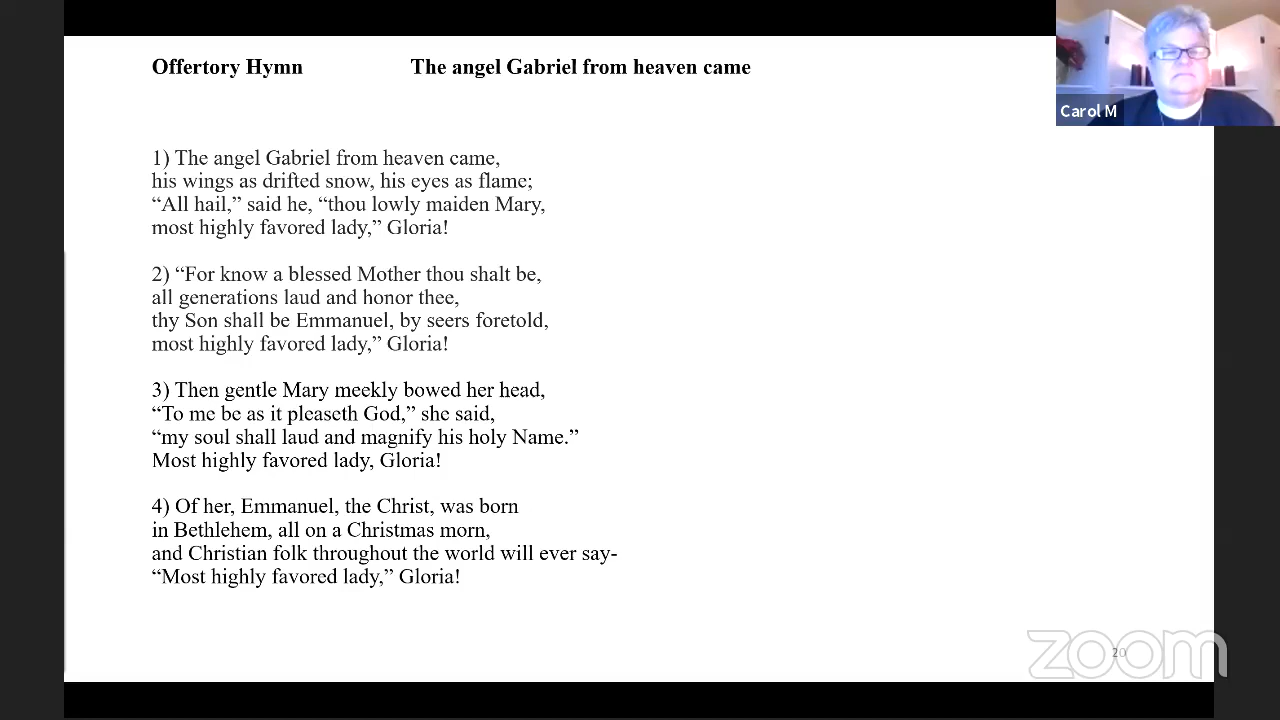 Offertory Hymn The angel Gabriel from heaven came
Carol M
1) The angel Gabriel from heaven came,
his wings as drifted snow, his eyes as flame;
“All hail,” said he, “thou lowly maiden Mary,
most highly favored lady,” Gloria!
2) “For know a blessed Mother thou shalt be,
all generations laud and honor thee,
thy Son shall be Emmanuel, by seers foretold,
most highly favored lady,” Gloria!
3) Then gentle Mary meekly bowed her head,
“To me be as it pleaseth God,” she said,
“my soul shall laud and magnify his holy Name.”
Most highly favored lady, Gloria!
4) Of her, Emmanuel, the Christ, was born
in Bethlehem, all on a Christmas morn,
and Christian folk throughout the world will ever say-
“Most highly favored lady,” Gloria!
zoom
20